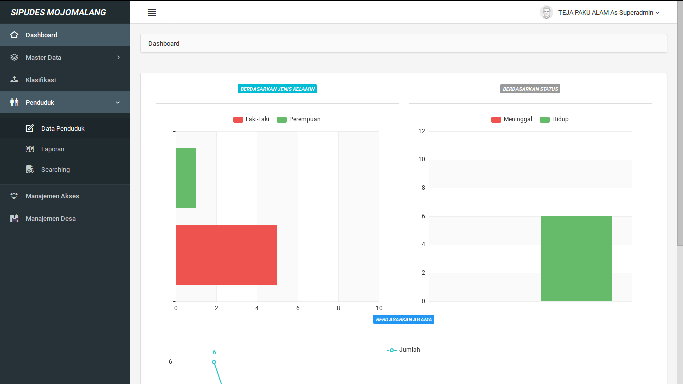 SIPUDES MOJOMALANG
TEJA PAKU ALAM As Superadmin
Dashboard
Dashboard
Master Data
Klasifikasi
Penduduk
Data Penduduk
Laporan
Searching
Manajemen Akses
Manajemen Desa
BERDASARKAN JENIS KELAMIN
Laki-Laki Perempuan
0 2 4 6 8 10
BERDASARKAN STATUS
Meninggal Hidup
12
10
8
6
4
2
0
BERDASARKAN AGAMA
Jumlah
6
6